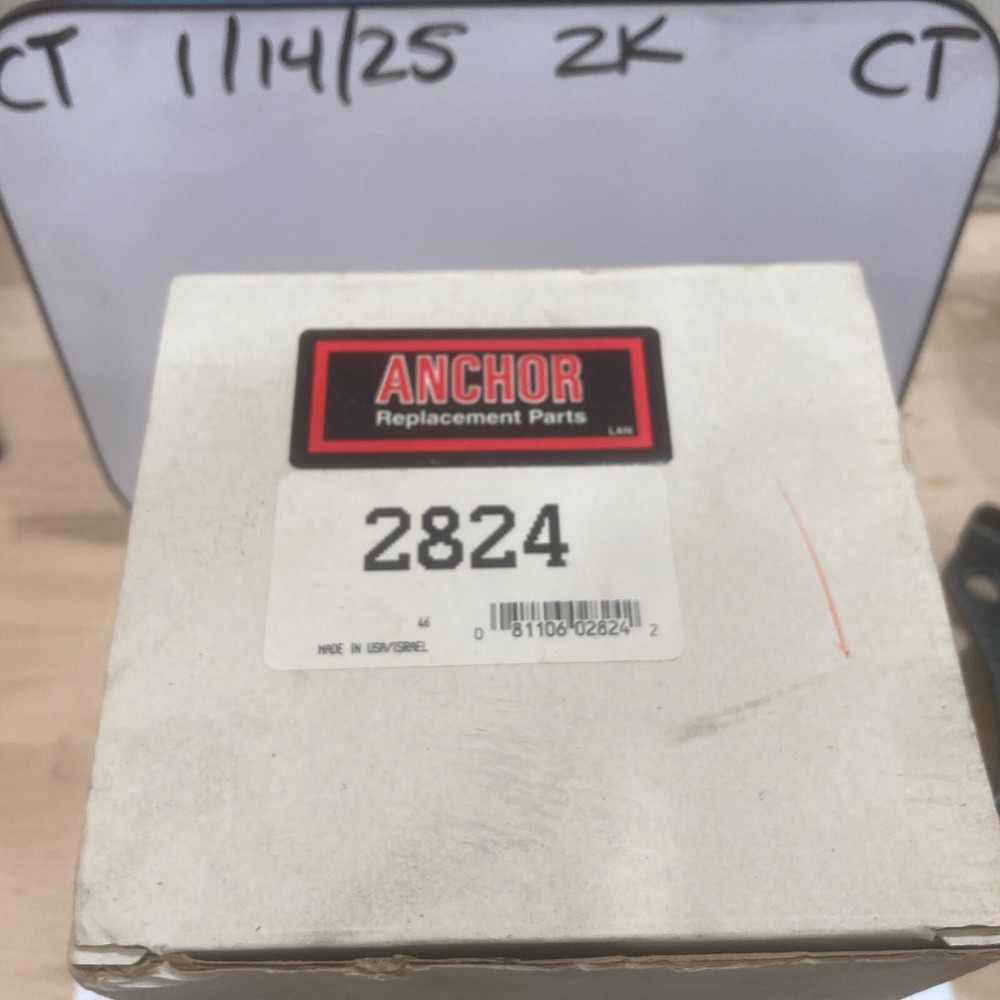 CT 1/14/25 2K CT
ANCHOR
Replacement Parts
LAN
2824
46
0 81106 02824 2
MADE IN USA/ISRAEL